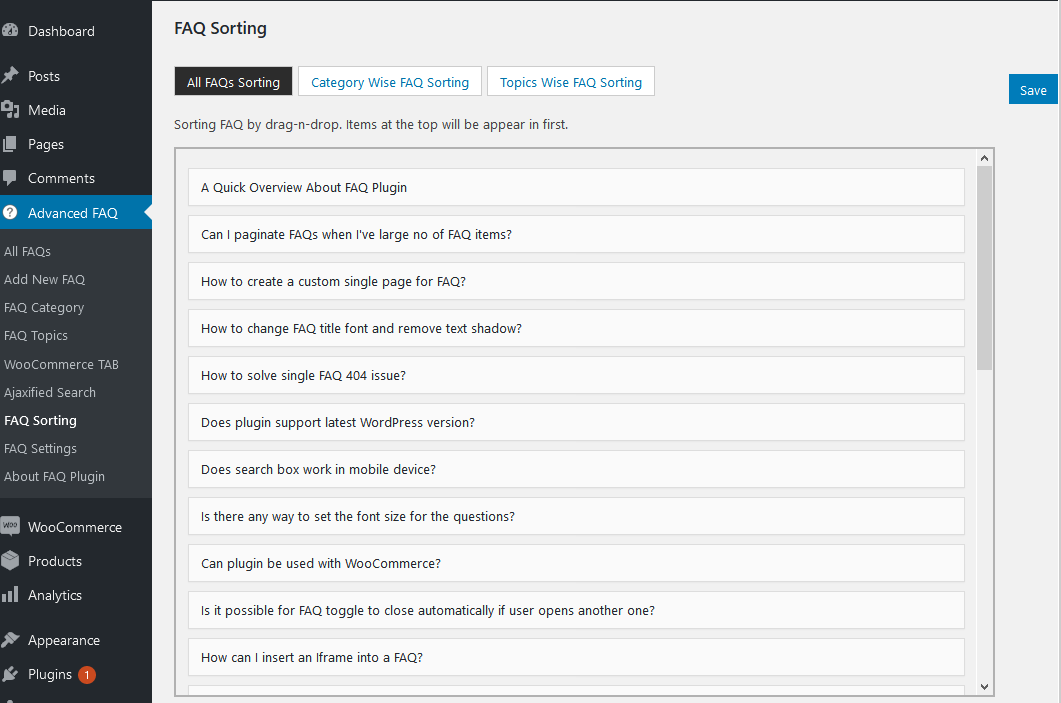 Dashboard
Posts
Media
Pages
Comments
Advanced FAQ
All FAQs
Add New FAQ
FAQ Category
FAQ Topics
WooCommerce TAB
Ajaxified Search
FAQ Sorting
FAQ Settings
About FAQ Plugin
Woo WooCommerce
Products
Analytics
Appearance
Plugins 1
FAQ Sorting
All FAQs Sorting
Category Wise FAQ Sorting
Topics Wise FAQ Sorting
Save
Sorting FAQ by drag-n-drop. Items at the top will be appear in first.
A Quick Overview About FAQ Plugin
Can I paginate FAQs when I've large no of FAQ items?
How to create a custom single page for FAQ?
How to change FAQ title font and remove text shadow?
How to solve single FAQ 404 issue?
Does plugin support latest WordPress version?
Does search box work in mobile device?
Is there any way to set the font size for the questions?
Can plugin be used with WooCommerce?
Is it possible for FAQ toggle to close automatically if user opens another one?
How can I insert an Iframe into a FAQ?